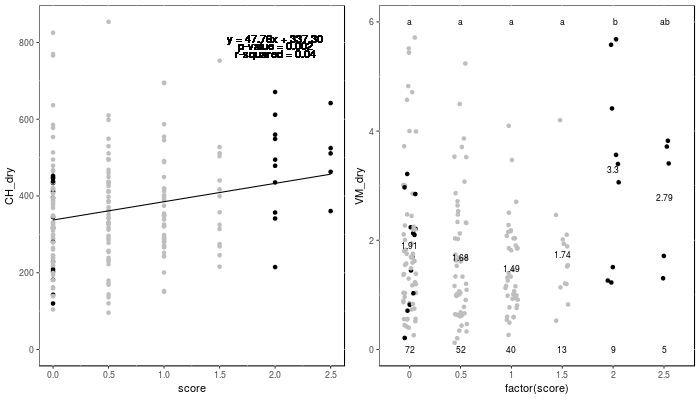 y = 47.78x + 337.30
p-value = 0.002
r-squared = 0.04
CH_dry
800
600
400
200
0
0.0 0.5 1.0 1.5 2.0 2.5
score
a a a a b ab
VM_dry
6
4
2
0
1.91 1.68 1.49 1.74 3.3 2.79
72 52 40 13 9 5
0 0.5 1 1.5 2 2.5
factor(score)